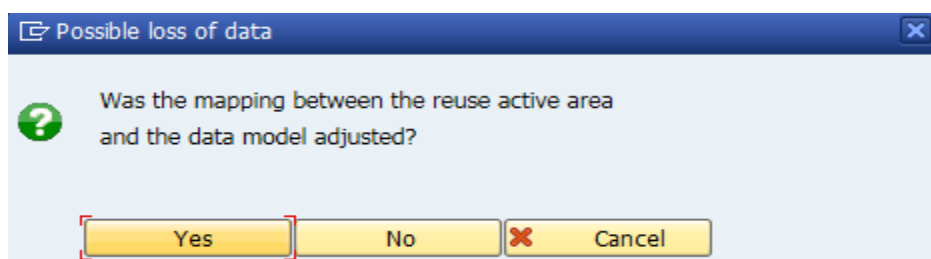 Possible loss of data
Was the mapping between the reuse active area
and the data model adjusted?
Yes No Cancel